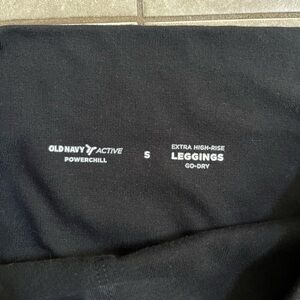 OLD NAVY ACTIVE
POWERCHILL
S
EXTRA HIGH-RISE
LEGGINGS
GO-DRY